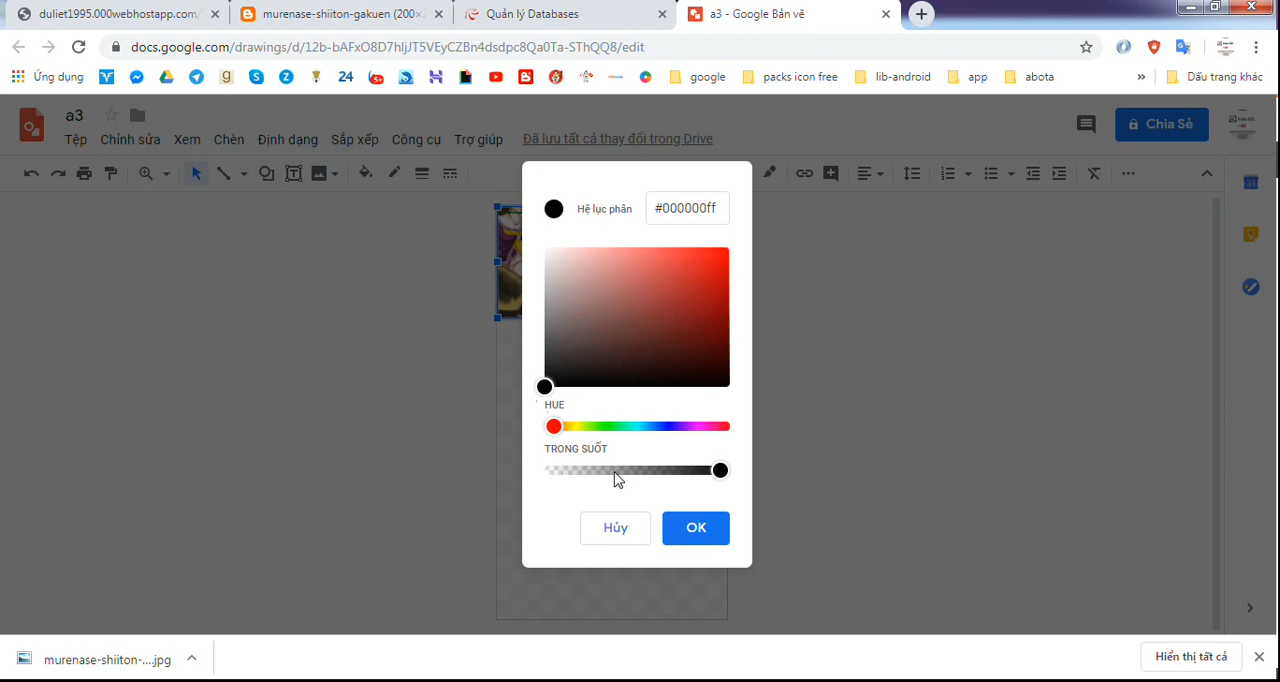 duliet1995.000webhostapp.com/
murenase-shiiton-gakuen (200×2
Quản lý Databases
a3 - Google Bản vẽ
docs.google.com/drawings/d/12b-bAFxO8D7hIjJT5VEyCZBn4dsdpc8Qa0Ta-SThQQ8/edit
Ứng dụng
24
google
packs icon free
lib-android
app
abota
»
Dấu trang khác
a3
Tệp Chỉnh sửa Xem Chèn Định dạng Sắp xếp Công cụ Trợ giúp Đã lưu tất cả thay đổi trong Drive
Chia Sẻ
31
Hệ lục phân #000000ff
HUE
TRONG SUỐT
Hủy OK
murenase-shiiton-....jpg
Hiển thị tất cả